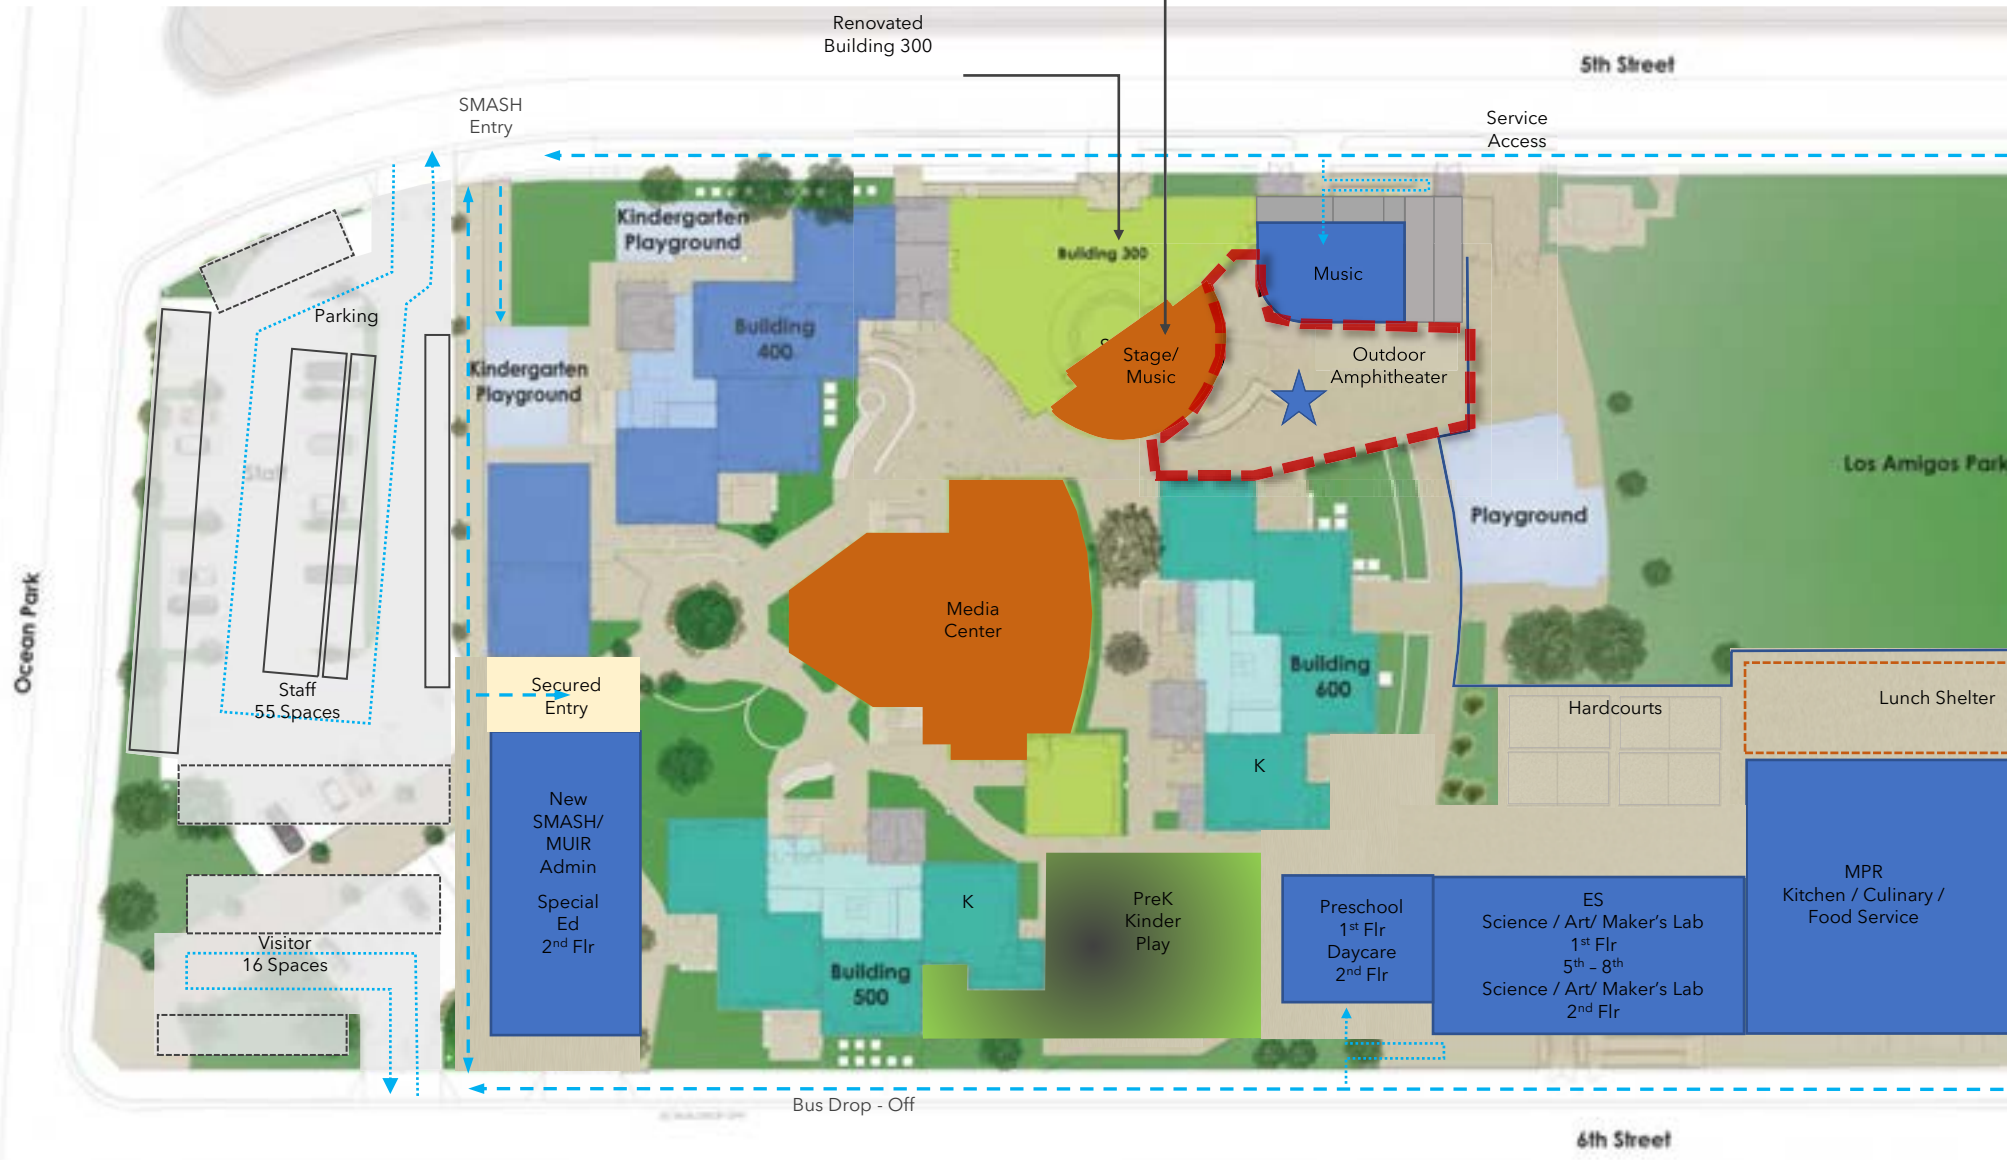 Renovated
Building 300
5th Street
SMASH
Entry
Service
Access
Kindergarten
Playground
Building 300
Music
Parking
Building
400
Stage/
Music
Outdoor
Amphitheater
Kindergarten
Playground
Staff
Los Amigos Park
Playground
Ocean Park
Media
Center
Building
600
Secured
Entry
Staff
55 Spaces
Hardcourts
Lunch Shelter
K
New
SMASH/
MUIR
Admin
Special
Ed
2nd Flr
K
PreK
Kinder
Play
Preschool
1st Flr
Daycare
2nd Flr
ES
Science / Art/ Maker's Lab
1st Flr
5th – 8th
Science / Art/ Maker's Lab
2nd Flr
MPR
Kitchen / Culinary /
Food Service
Visitor
16 Spaces
Building
500
Bus Drop - Off
6th Street